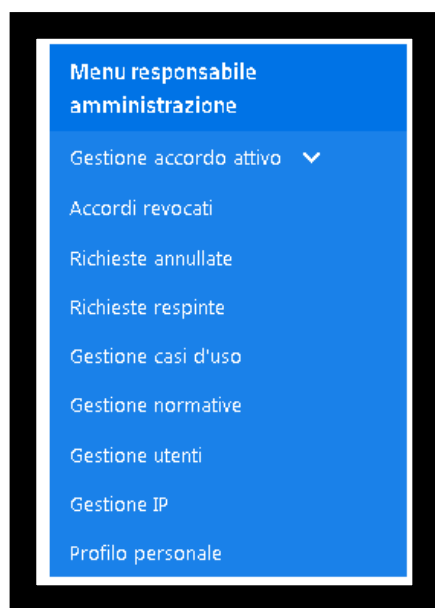 Menu responsabile
amministrazione
Gestione accordo attivo
Accordi revocati
Richieste annullate
Richieste respinte
Gestione casi d'uso
Gestione normative
Gestione utenti
Gestione IP
Profilo personale